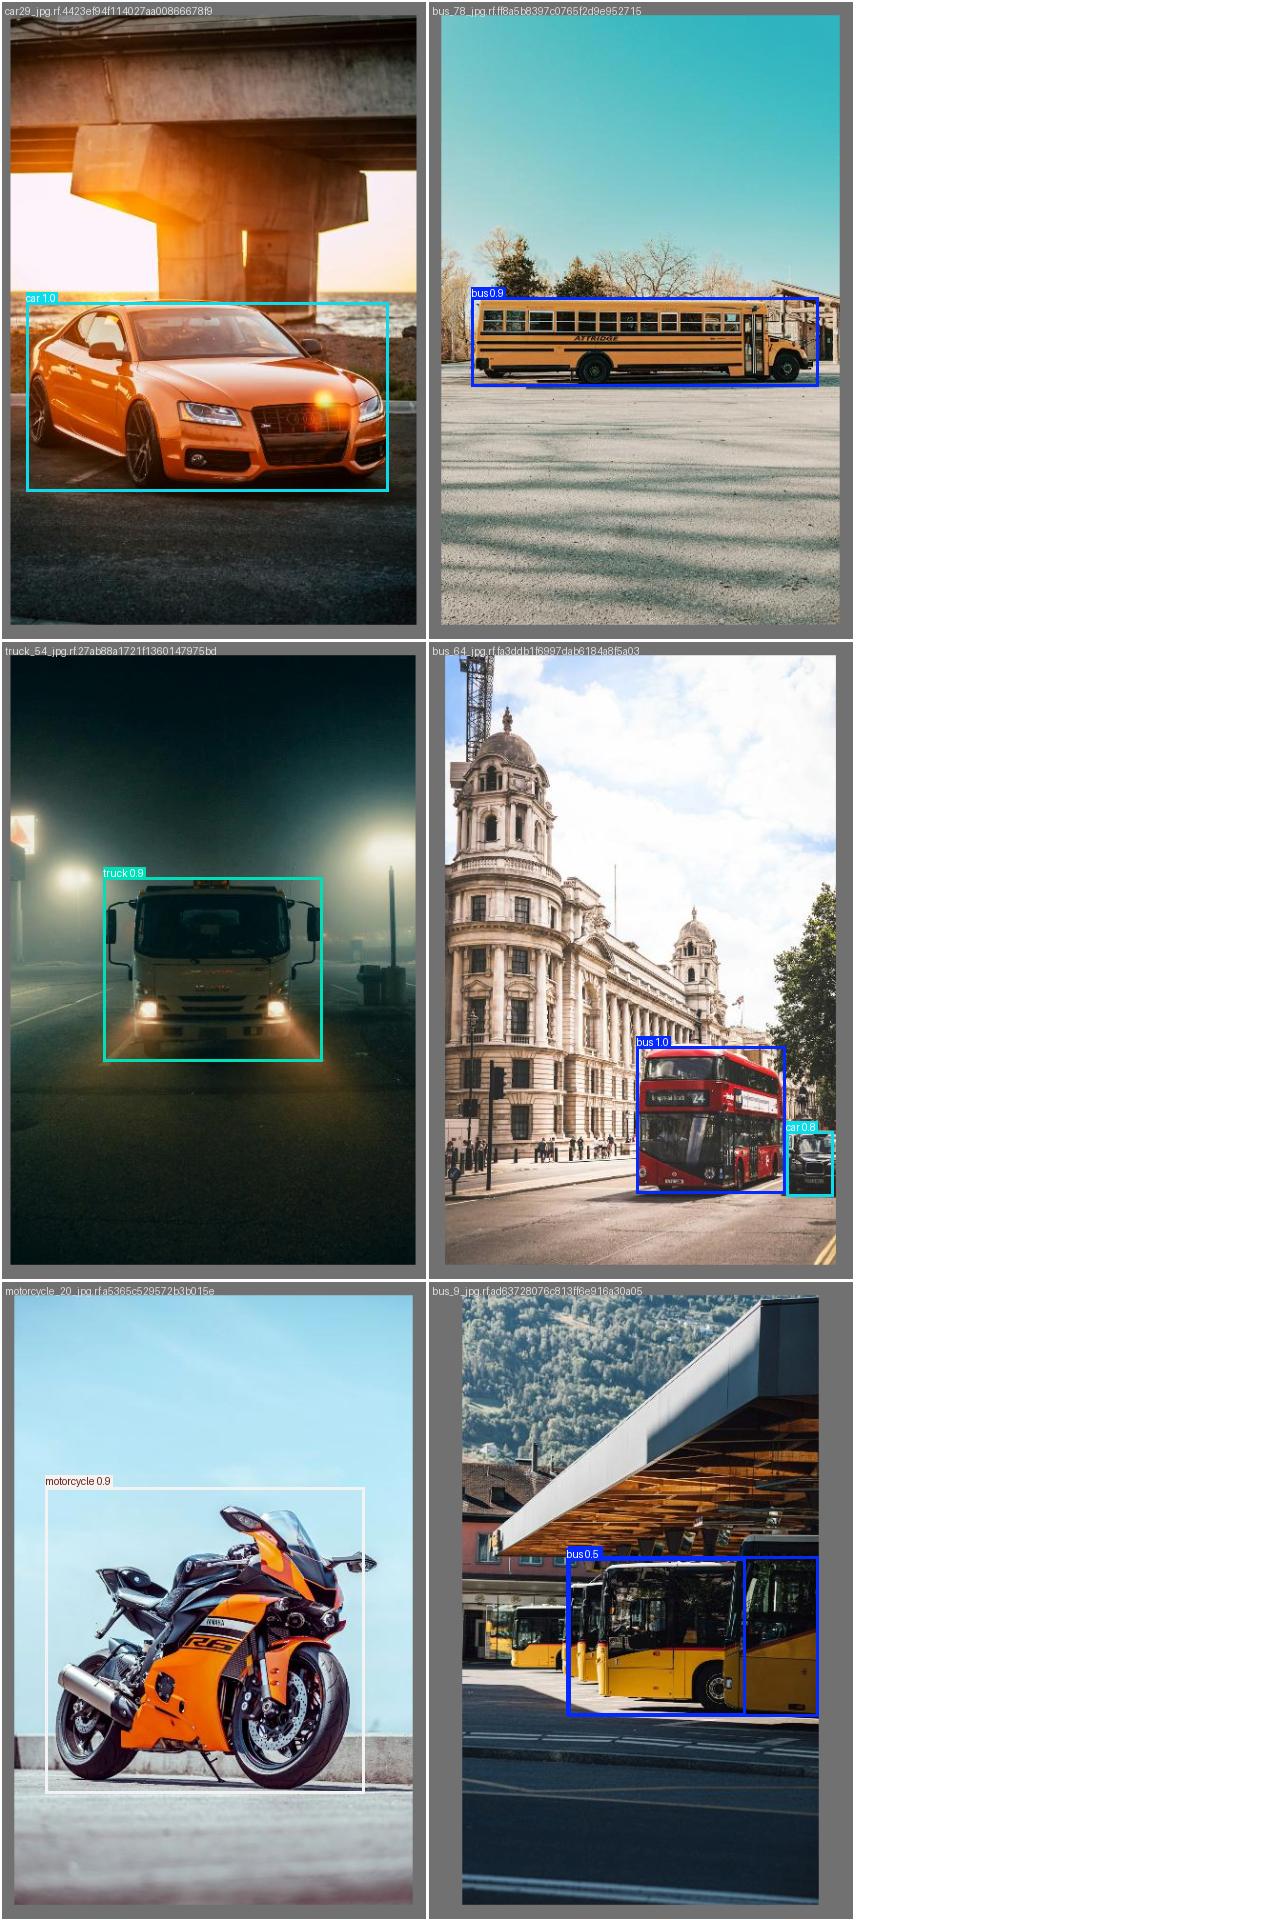 car29_jpg.rf.4423ef94f114027aa00866678f9
bus_78_jpg.rf.ff8a5b8397c0765f2d9e952715
car 1.0
bus 0.9
ATTRIDGE
truck_54_jpg.rf.27ab88a1721f1360147975bd
bus_64_jpg.rf.fa3ddb1f6997dab6184a8f5a03
truck 0.9
bus 1.0
24
car 0.8
motorcycle_20_jpg.rf.a5365c529572b3b015e
bus_9_jpg.rf.ad63728076c813ff6e916a30a05
motorcycle 0.9
bus 0.5
YAMAHA
R6